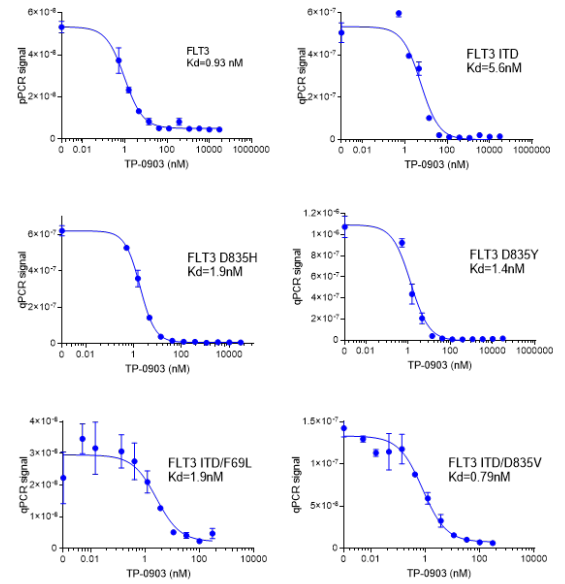 6×10⁻⁸
4×10⁻⁸
2×10⁻⁸
0
pPCR signal
FLT3
Kd=0.93 nM
0 0.01 1 100 10000 1000000
TP-0903 (nM)
6×10⁻⁷
4×10⁻⁷
2×10⁻⁷
0
qPCR signal
FLT3 ITD
Kd=5.6nM
0 0.01 1 100 10000 1000000
TP-0903 (nM)
6×10⁻⁷
4×10⁻⁷
2×10⁻⁷
0
qPCR signal
FLT3 D835H
Kd=1.9nM
0 0.01 1 100 10000
TP-0903 (nM)
1.2×10⁻⁶
1×10⁻⁶
8×10⁻⁷
6×10⁻⁷
4×10⁻⁷
2×10⁻⁷
0
qPCR signal
FLT3 D835Y
Kd=1.4nM
0 0.01 1 100 10000 1000000
TP-0903 (nM)
4×10⁻⁸
3×10⁻⁸
2×10⁻⁸
1×10⁻⁸
0
qPCR signal
FLT3 ITD/F69L
Kd=1.9nM
0 0.01 1 100 10000
TP-0903 (nM)
1.5×10⁻⁷
1×10⁻⁷
5×10⁻⁸
0
qPCR signal
FLT3 ITD/D835V
Kd=0.79nM
0 0.01 1 100 10000
TP-0903 (nM)